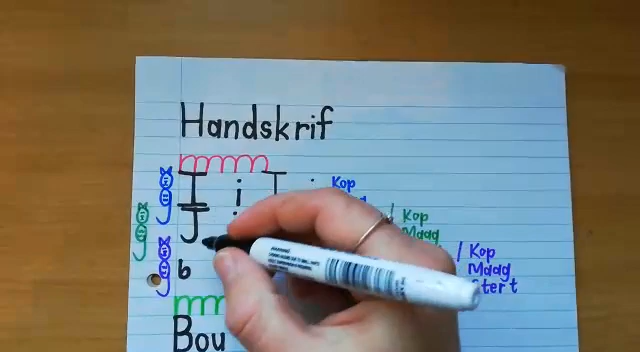 Handskrif
I i I i Kop
J Kop
Maag
b Kop
Maag
Stert
Bou